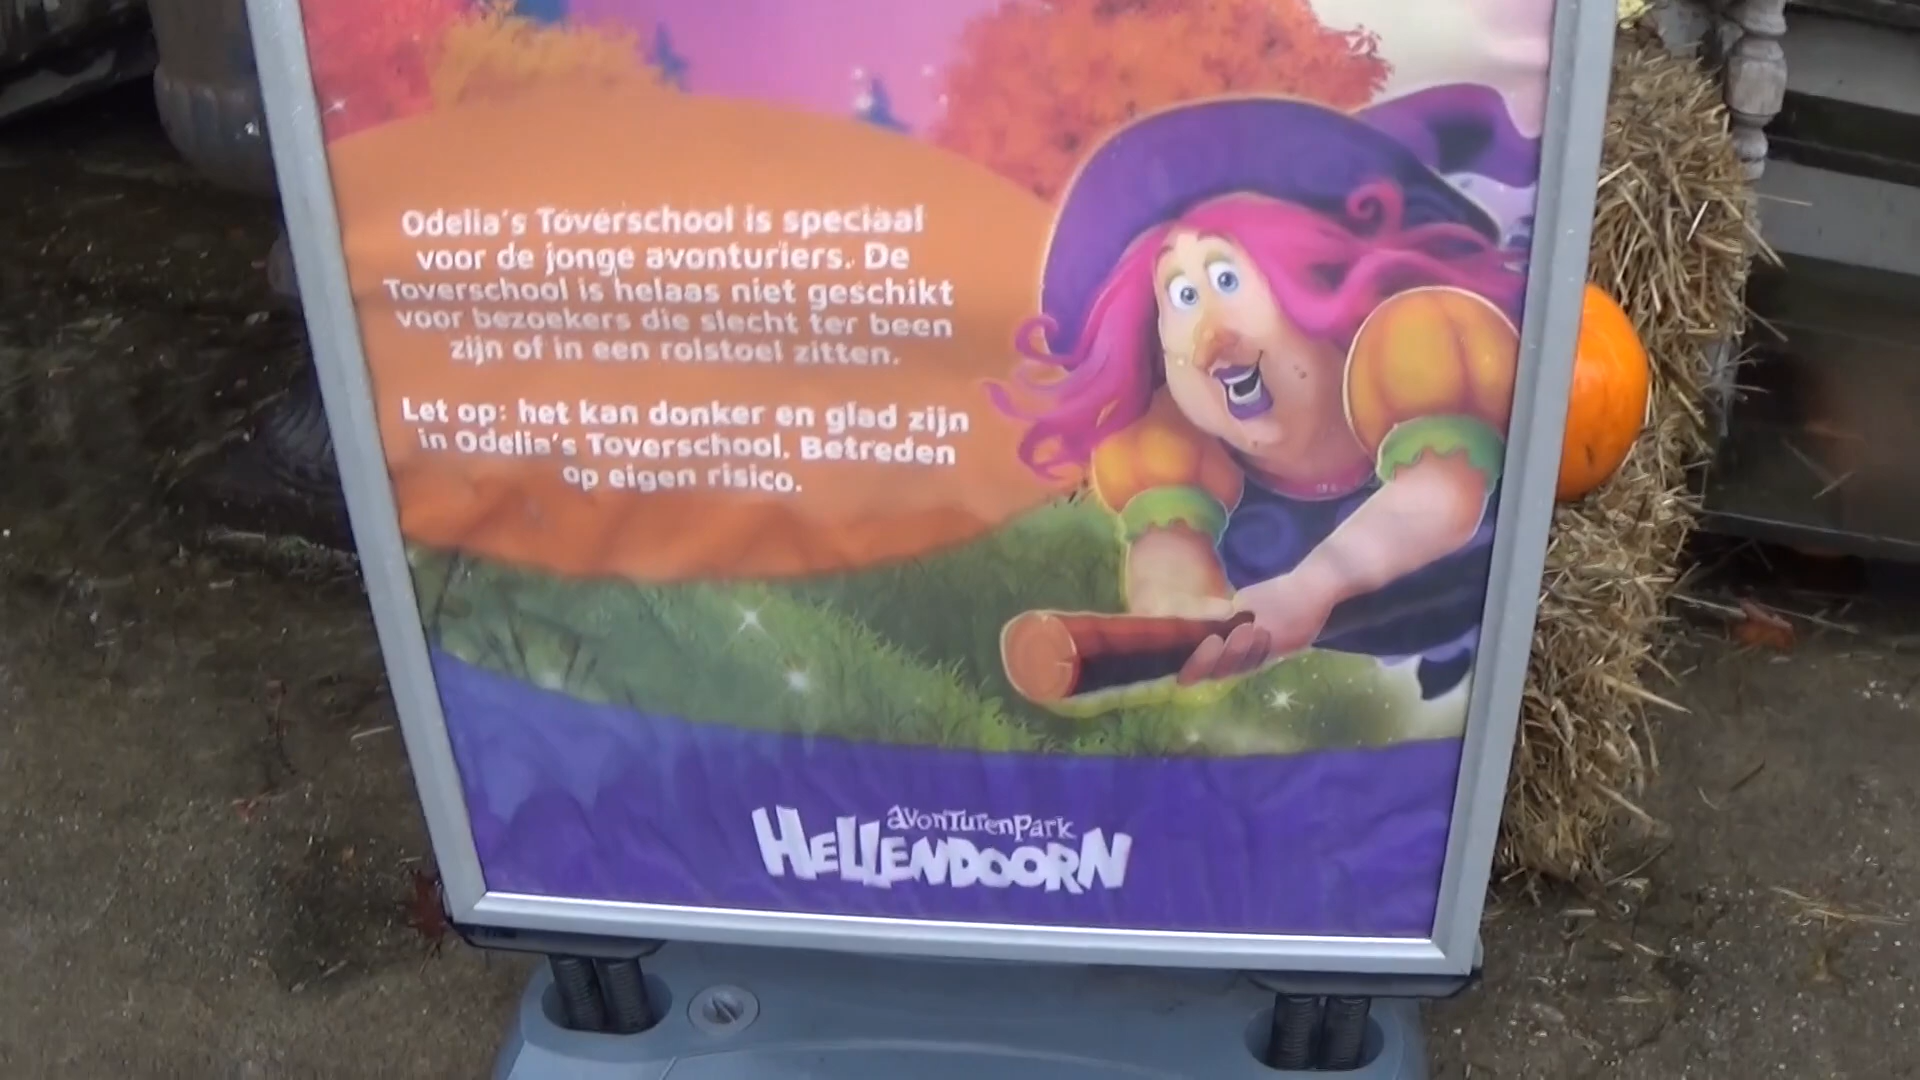 Odelia's Toverschool is speciaal
voor de jonge avonturiers. De
Toverschool is helaas niet geschikt
voor bezoekers die slecht ter been
zijn of in een rolstoel zitten.
Let op: het kan donker en glad zijn
in Odelia's Toverschool. Betreden
op eigen risico.
avonturenpark
HELLENDOORN